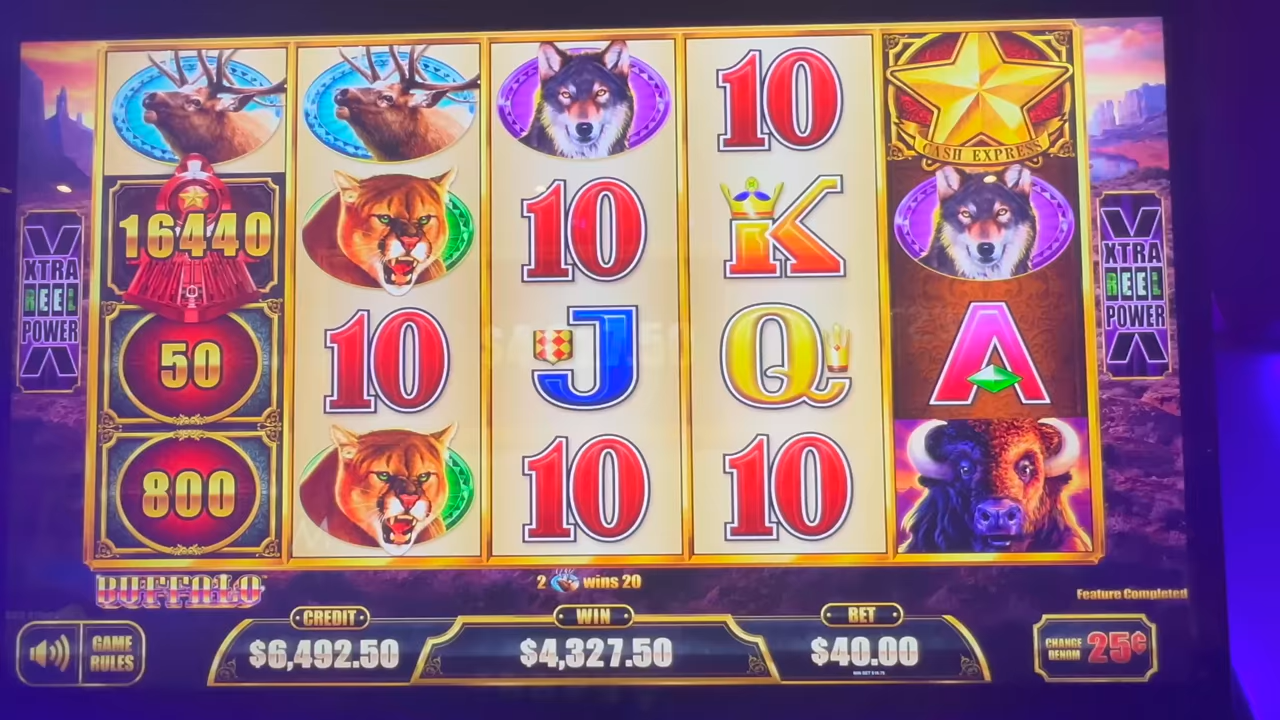 10
CASH EXPRESS
16440
10
K
XTRA
REEL
POWER
XTRA
REEL
POWER
50
10
J
Q
A
800
10
10
BUFFALO
2 wins 20
Feature Completed
CREDIT
WIN
BET
GAME
RULES
$6,492.50
$4,327.50
$40.00
CHANGE
DENOM
25¢